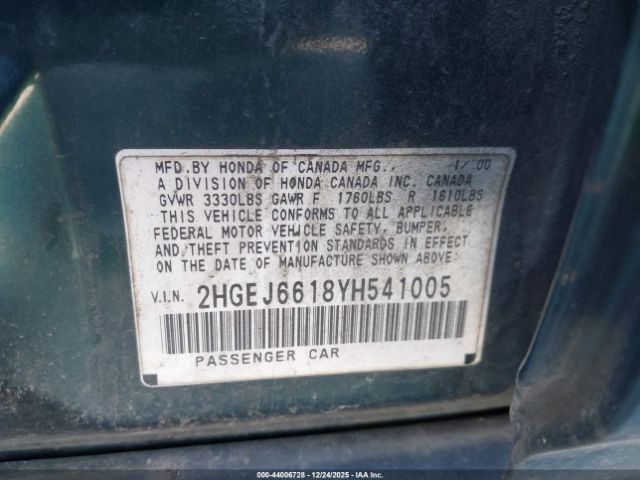 MFD. BY HONDA OF CANADA MFG., 1/ 00
A DIVISION OF HONDA CANADA INC. CANADA
GVWR 3330LBS GAWR F 1760LBS R 1610LBS
THIS VEHICLE CONFORMS TO ALL APPLICABLE
FEDERAL MOTOR VEHICLE SAFETY, BUMPER,
AND THEFT PREVENTION STANDARDS IN EFFECT
ON THE DATE OF MANUFACTURE SHOWN ABOVE:
V.I.N. 2HGEJ6618YH541005
PASSENGER CAR
000-44006728 - 12/24/2025 - IAAI